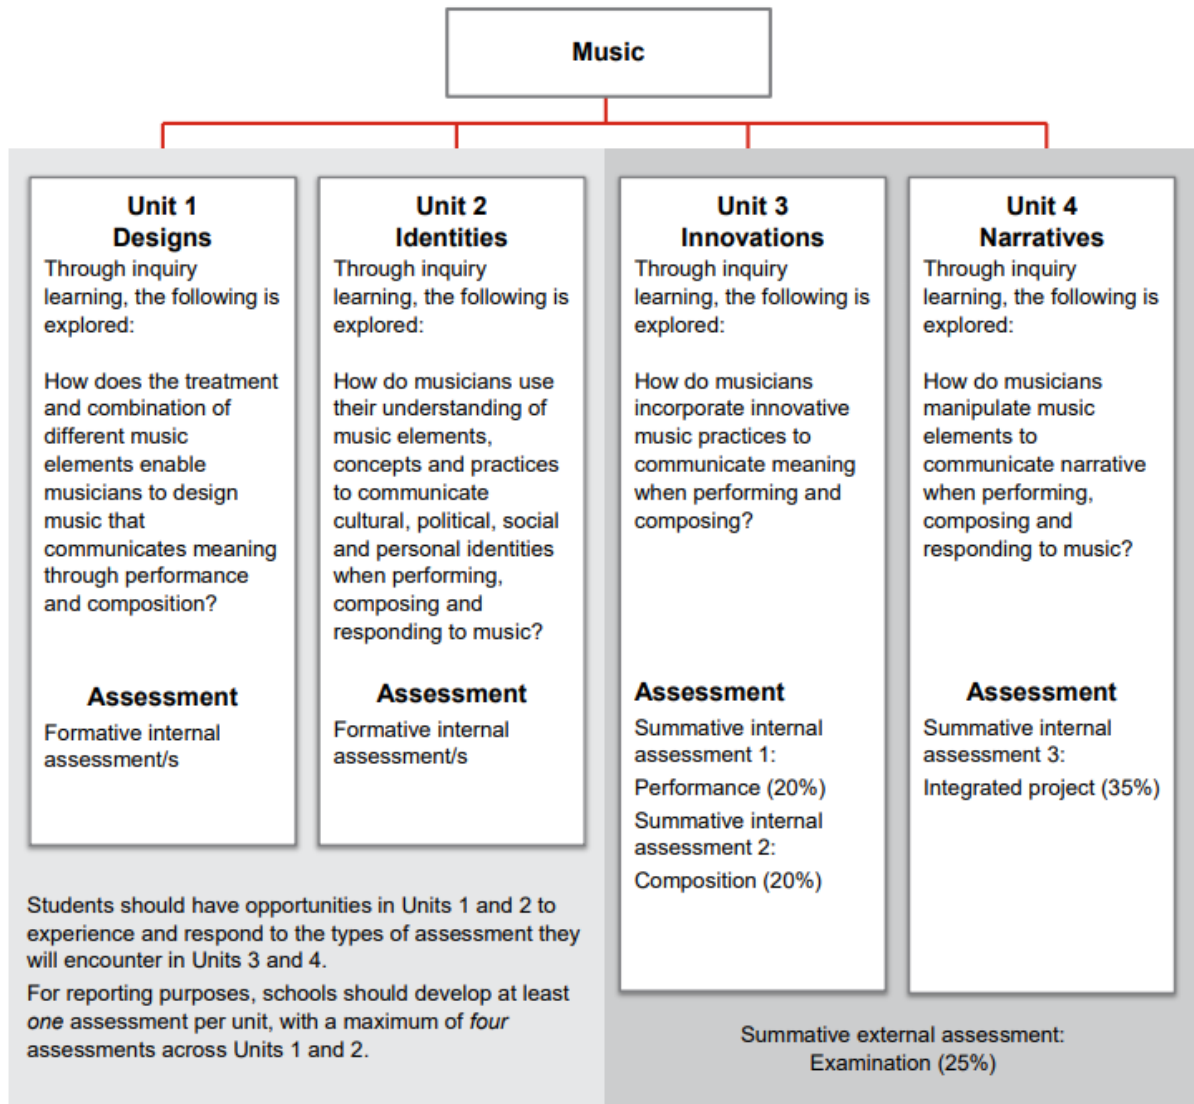 Music
Unit 1
Designs
Through inquiry
learning, the following is
explored:
How does the treatment
and combination of
different music
elements enable
musicians to design
music that
communicates meaning
through performance
and composition?
Assessment
Formative internal
assessment/s
Unit 2
Identities
Through inquiry
learning, the following is
explored:
How do musicians use
their understanding of
music elements,
concepts and practices
to communicate
cultural, political, social
and personal identities
when performing,
composing and
responding to music?
Assessment
Formative internal
assessment/s
Students should have opportunities in Units 1 and 2 to
experience and respond to the types of assessment they
will encounter in Units 3 and 4.
For reporting purposes, schools should develop at least
one assessment per unit, with a maximum of four
assessments across Units 1 and 2.
Unit 3
Innovations
Through inquiry
learning, the following is
explored:
How do musicians
incorporate innovative
music practices to
communicate meaning
when performing and
composing?
Assessment
Summative internal
assessment 1:
Performance (20%)
Summative internal
assessment 2:
Composition (20%)
Unit 4
Narratives
Through inquiry
learning, the following is
explored:
How do musicians
manipulate music
elements to
communicate narrative
when performing,
composing and
responding to music?
Assessment
Summative internal
assessment 3:
Integrated project (35%)
Summative external assessment:
Examination (25%)